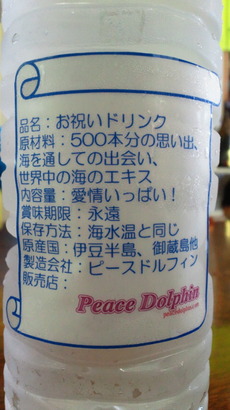 品名：お祝いドリンク
原材料：500本分の思い出、
海を通しての出会い、
世界中の海のエキス
内容量：愛情いっぱい！
賞味期限：永遠
保存方法：海水温と同じ
原産国：伊豆半島、御蔵島他
製造会社：ピースドルフィン
販売店：
Peace Dolphin